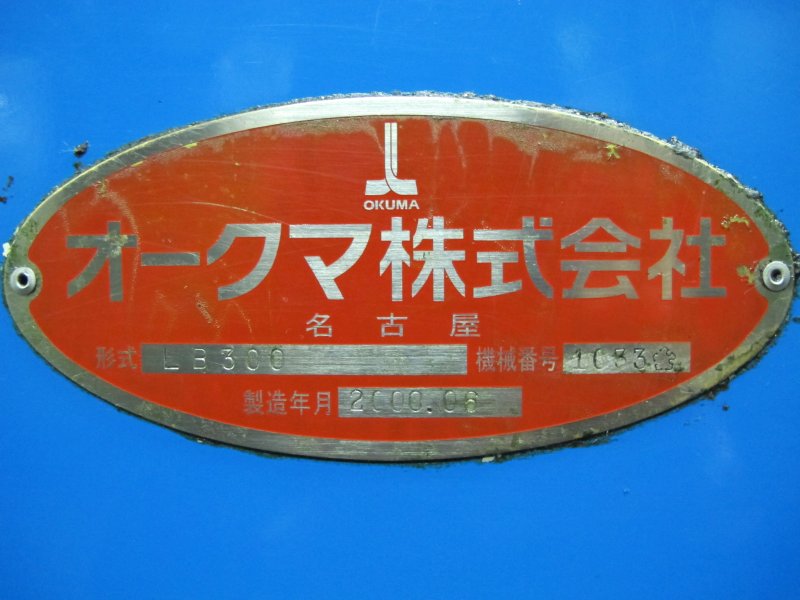 OKUMA
オークマ株式会社
名古屋
形式 LB300 機械番号
製造年月 2000.08